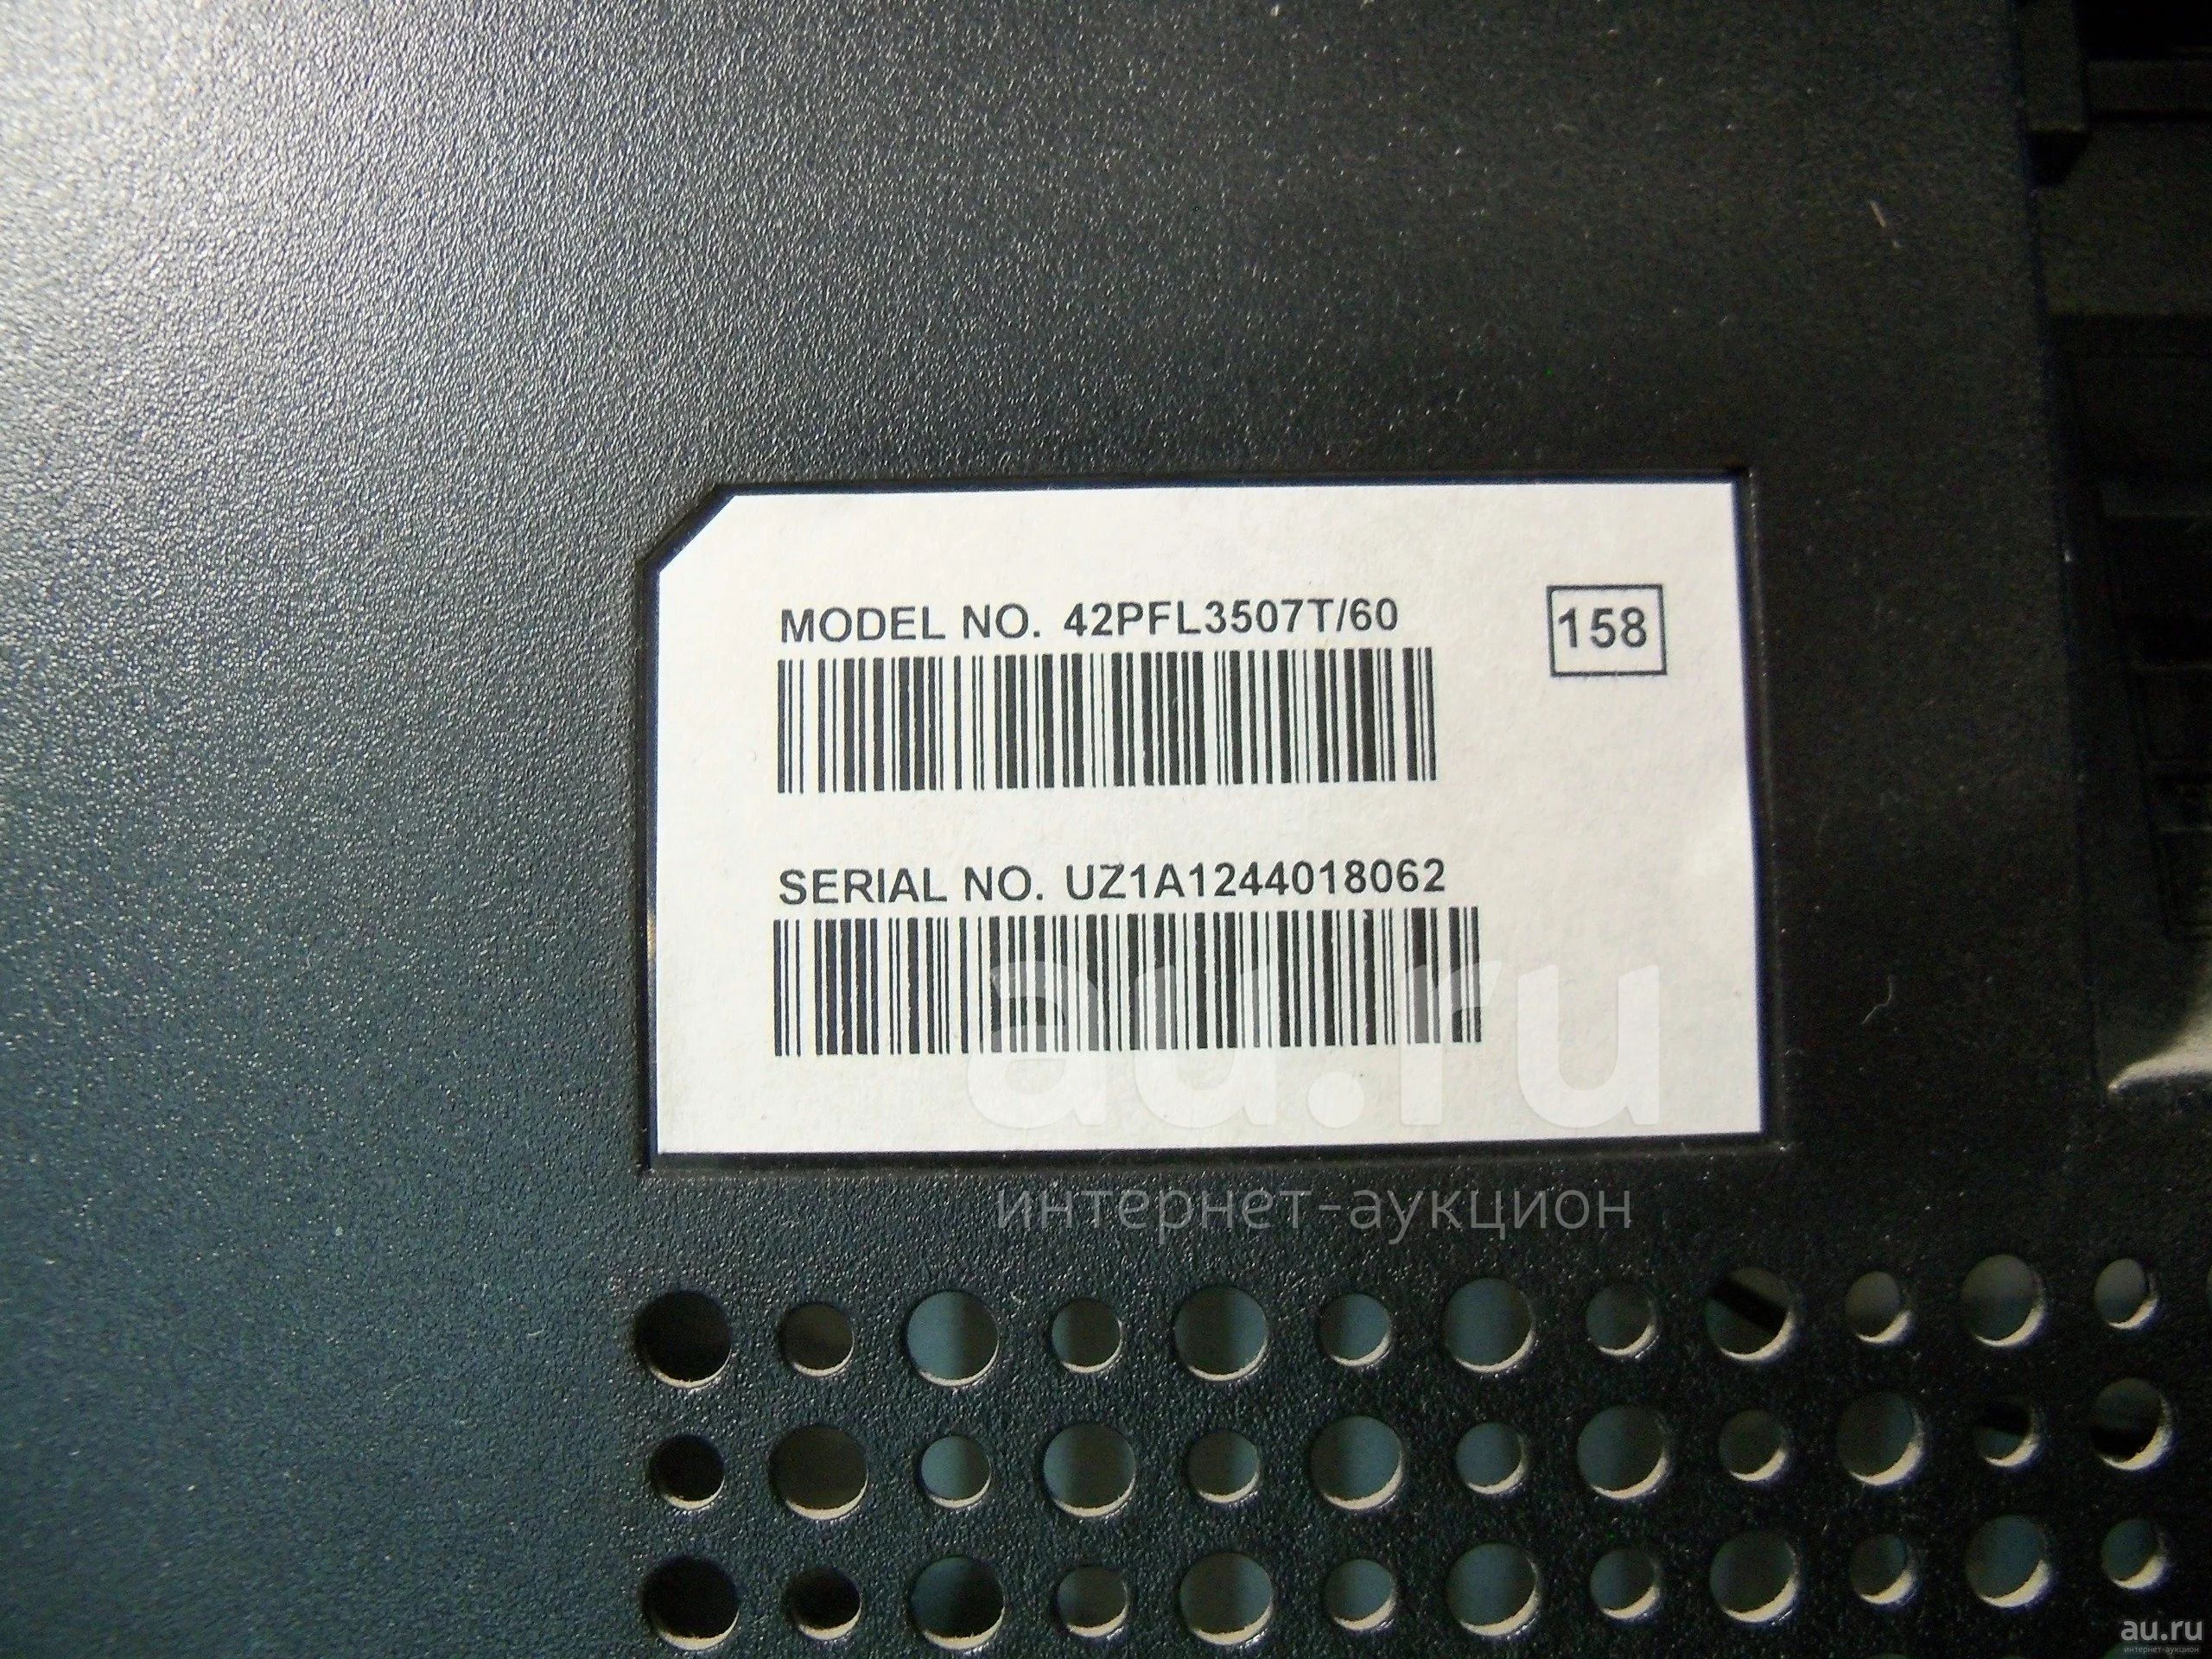 MODEL NO. 42PFL3507T/60
158
SERIAL NO. UZ1A1244018062
au.ru
интернет-аукцион
au.ru
интернет-аукцион